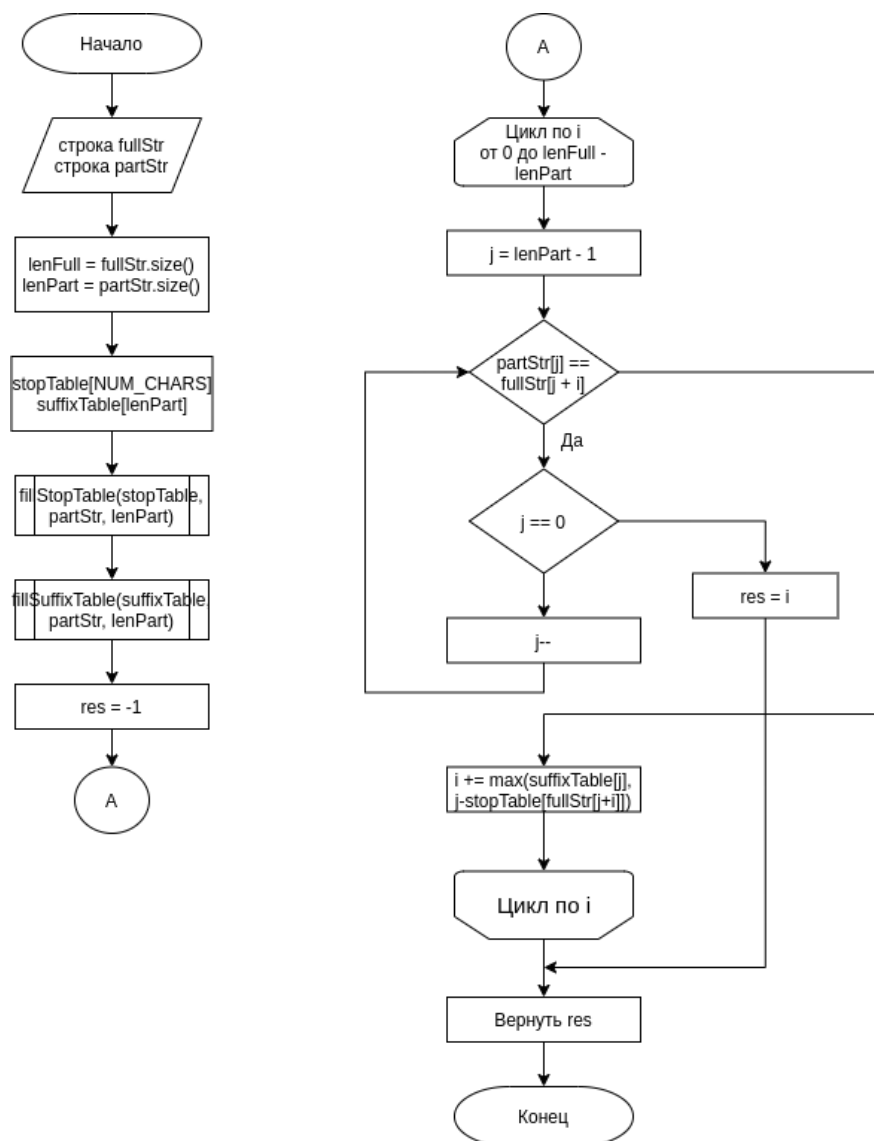 Начало
строка fullStr
строка partStr
lenFull = fullStr.size()
lenPart = partStr.size()
stopTable[NUM_CHARS]
suffixTable[lenPart]
fillStopTable(stopTable,
partStr, lenPart)
fillSuffixTable(suffixTable,
partStr, lenPart)
res = -1
A
A
Цикл по i
от 0 до lenFull -
lenPart
j = lenPart - 1
partStr[j] ==
fullStr[j + i]
Да
j == 0
res = i
j--
i += max(suffixTable[j],
j-stopTable[fullStr[j+i]])
Цикл по i
Вернуть res
Конец